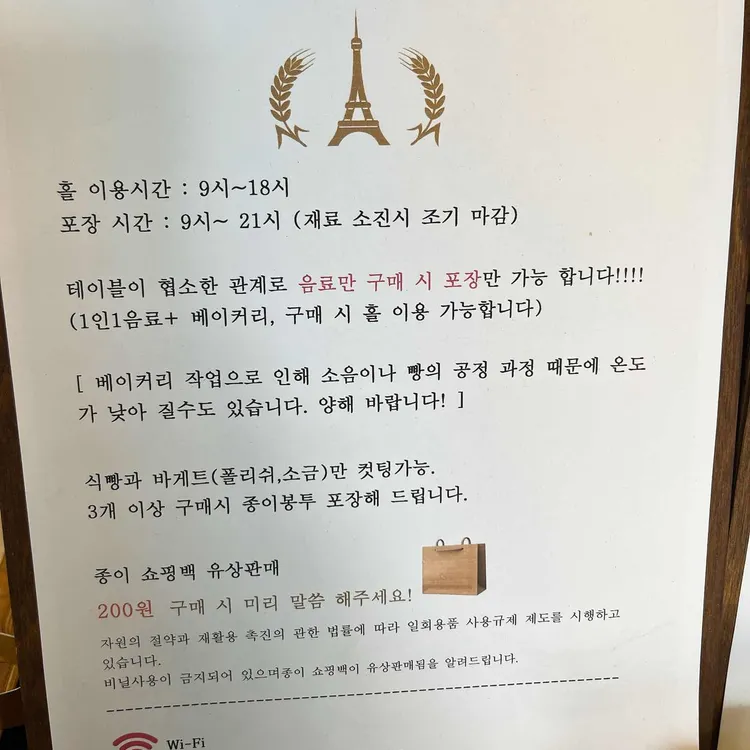 홀 이용시간 : 9시~18시
포장 시간 : 9시~ 21시 (재료 소진시 조기 마감)
테이블이 협소한 관계로 음료만 구매 시 포장만 가능 합니다!!!!
(1인1음료+ 베이커리, 구매 시 홀 이용 가능합니다)
[ 베이커리 작업으로 인해 소음이나 빵의 공정 과정 때문에 온도
가 낮아 질수도 있습니다. 양해 바랍니다! ]
식빵과 바게트(폴리쉬,소금)만 컷팅가능.
3개 이상 구매시 종이봉투 포장해 드립니다.
종이 쇼핑백 유상판매
200원 구매 시 미리 말씀 해주세요!
자원의 절약과 재활용 촉진의 관한 법률에 따라 일회용품 사용규제 제도를 시행하고
있습니다.
비닐사용이 금지되어 있으며종이 쇼핑백이 유상판매됨을 알려드립니다.
Wi-Fi